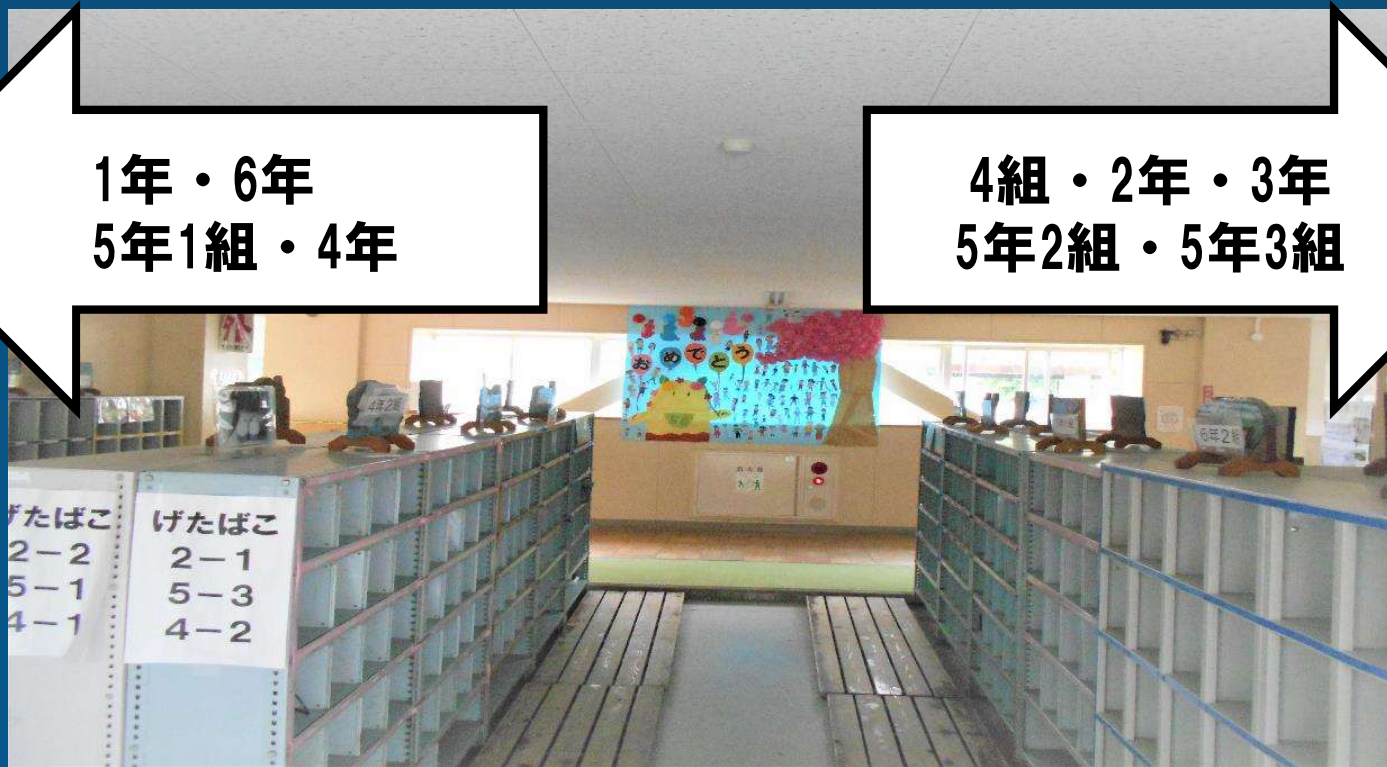 1年・6年
5年1組・4年
4組・2年・3年
5年2組・5年3組
おめでとう
4年2組
6年2組
げたばこ
2-2
5-1
4-1
げたばこ
2-1
5-3
4-2